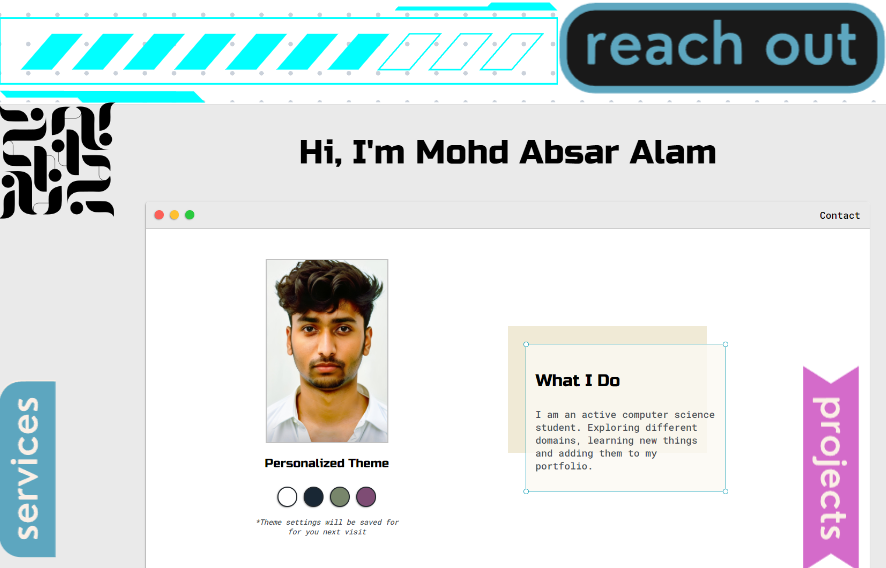 reach out
Hi, I'm Mohd Absar Alam
Contact
What I Do
I am an active computer science
student. Exploring different
domains, learning new things
and adding them to my
portfolio.
Personalized Theme
*Theme settings will be saved for
for you next visit
services
projects